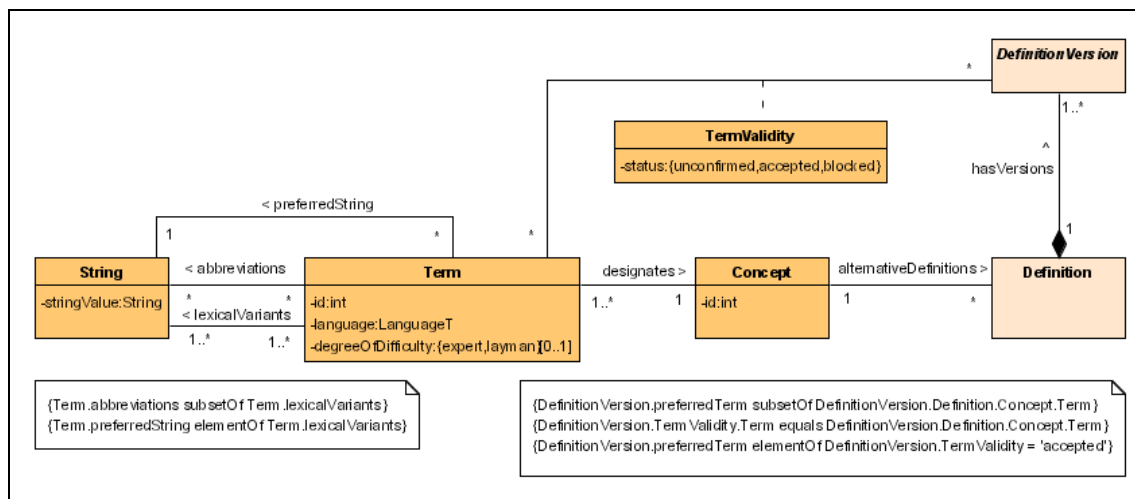 DefinitionVersion
*
1..*
TermValidity
-status:{unconfirmed,accepted,blocked}
^
hasVersions
< preferredString
1
*
*
1
String
< abbreviations
Term
designates >
Concept
alternativeDefinitions >
Definition
-stringValue:String
*
*
-id:int
1..*
1
-id:int
1
*
< lexicalVariants
-language:LanguageT
1..*
1..*
-degreeOfDifficulty:{expert,layman}[0..1]
{Term.abbreviations subsetOf Term.lexicalVariants}
{Term.preferredString elementOf Term.lexicalVariants}
{DefinitionVersion.preferredTerm subsetOf DefinitionVersion.Definition.Concept.Term}
{DefinitionVersion.TermValidity.Term equals DefinitionVersion.Definition.Concept.Term}
{DefinitionVersion.preferredTerm elementOf DefinitionVersion.TermValidity = 'accepted'}